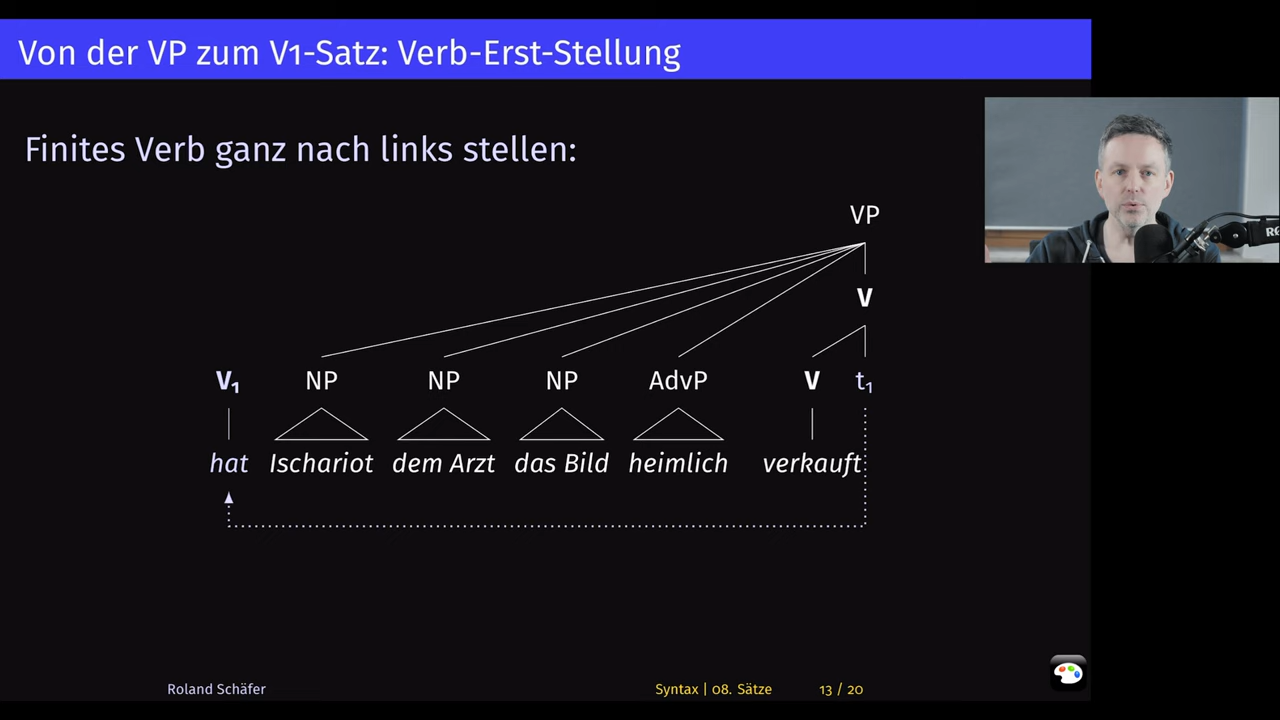 Von der VP zum V1-Satz: Verb-Erst-Stellung
Finites Verb ganz nach links stellen:
VP
V
V₁ NP NP NP AdvP V t₁
hat Ischariot dem Arzt das Bild heimlich verkauft
Roland Schäfer Syntax | 08. Sätze 13 / 20